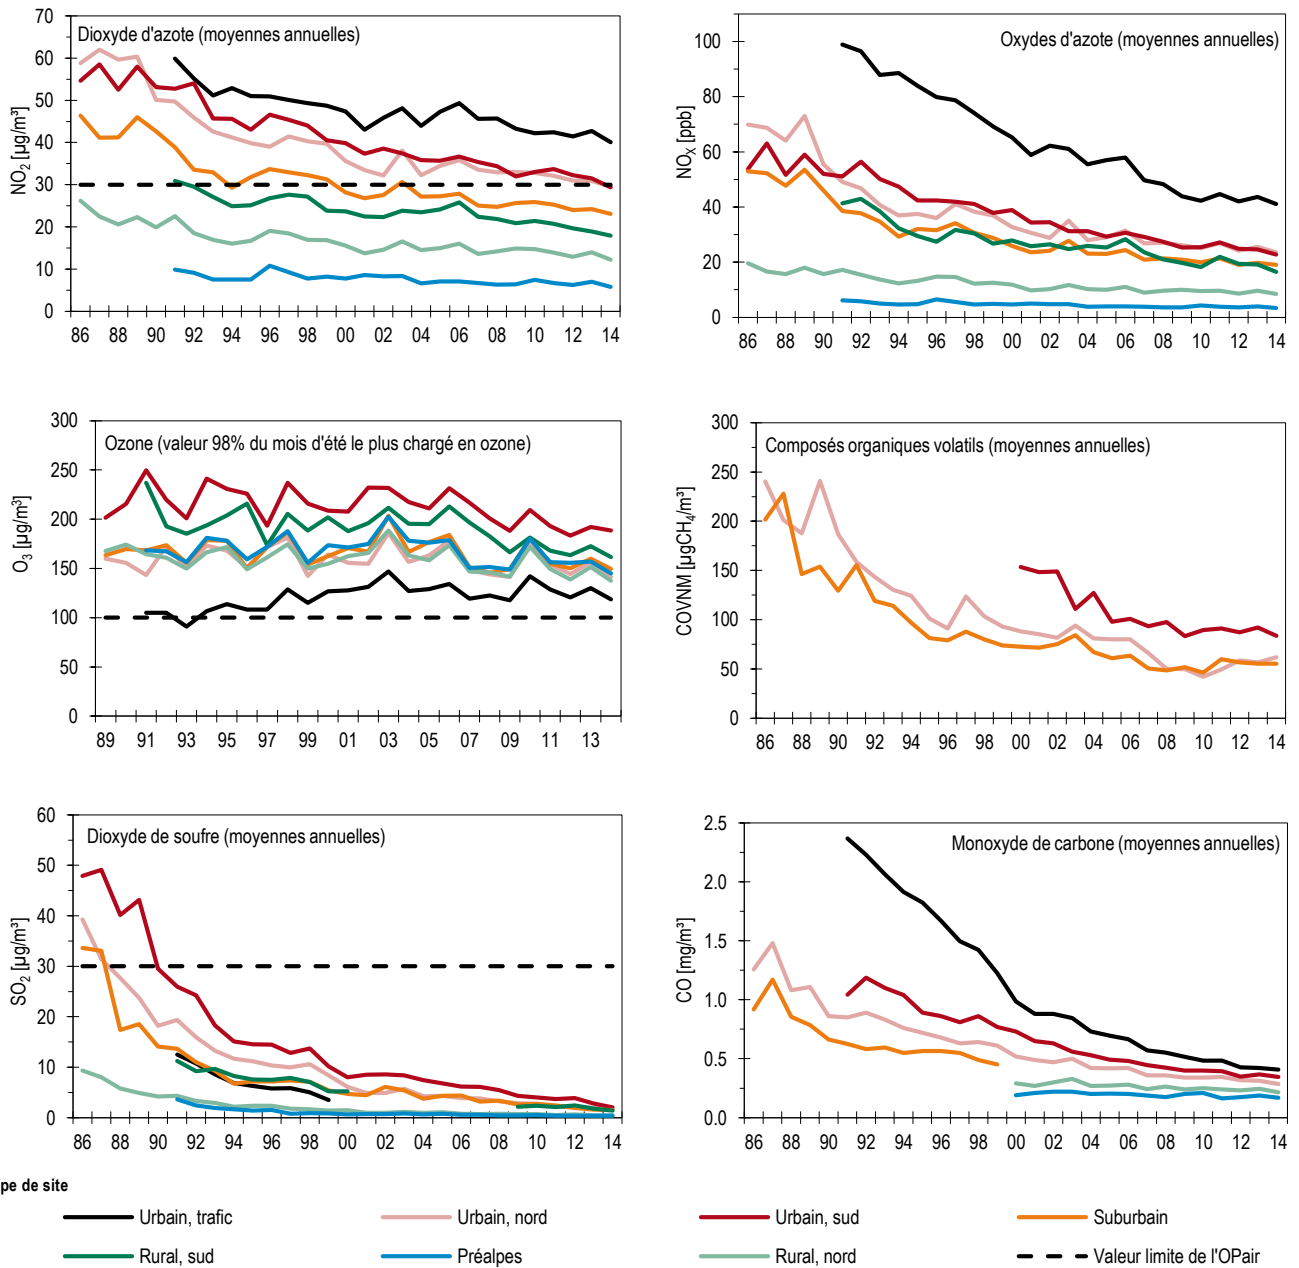 Dioxyde d'azote (moyennes annuelles)
NO₂ [µg/m³]
70
60
50
40
30
20
10
0
86 88 90 92 94 96 98 00 02 04 06 08 10 12 14
Oxydes d'azote (moyennes annuelles)
NOₓ [ppb]
100
80
60
40
20
0
86 88 90 92 94 96 98 00 02 04 06 08 10 12 14
Ozone (valeur 98% du mois d'été le plus chargé en ozone)
O₃ [µg/m³]
300
250
200
150
100
50
0
89 91 93 95 97 99 01 03 05 07 09 11 13
Composés organiques volatils (moyennes annuelles)
COVNM [µgCH₄/m³]
300
250
200
150
100
50
0
86 88 90 92 94 96 98 00 02 04 06 08 10 12 14
Dioxyde de soufre (moyennes annuelles)
SO₂ [µg/m³]
60
50
40
30
20
10
0
86 88 90 92 94 96 98 00 02 04 06 08 10 12 14
Monoxyde de carbone (moyennes annuelles)
CO [mg/m³]
2.5
2.0
1.5
1.0
0.5
0.0
86 88 90 92 94 96 98 00 02 04 06 08 10 12 14
pe de site
Urbain, trafic
Urbain, nord
Urbain, sud
Suburbain
Rural, sud
Préalpes
Rural, nord
Valeur limite de l'OPair